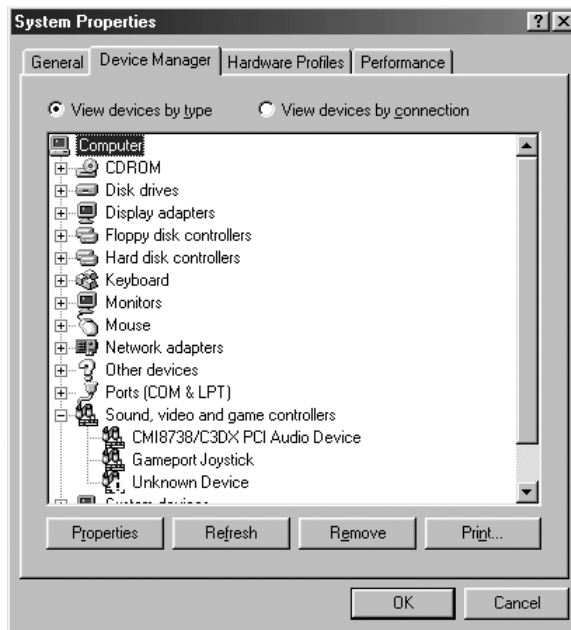 System Properties
General Device Manager Hardware Profiles Performance
View devices by type View devices by connection
Computer
CDROM
Disk drives
Display adapters
Floppy disk controllers
Hard disk controllers
Keyboard
Monitors
Mouse
Network adapters
Other devices
Ports (COM & LPT)
Sound, video and game controllers
CMI8738/C3DX PCI Audio Device
Gameport Joystick
Unknown Device
System devices
Properties Refresh Remove Print...
OK Cancel